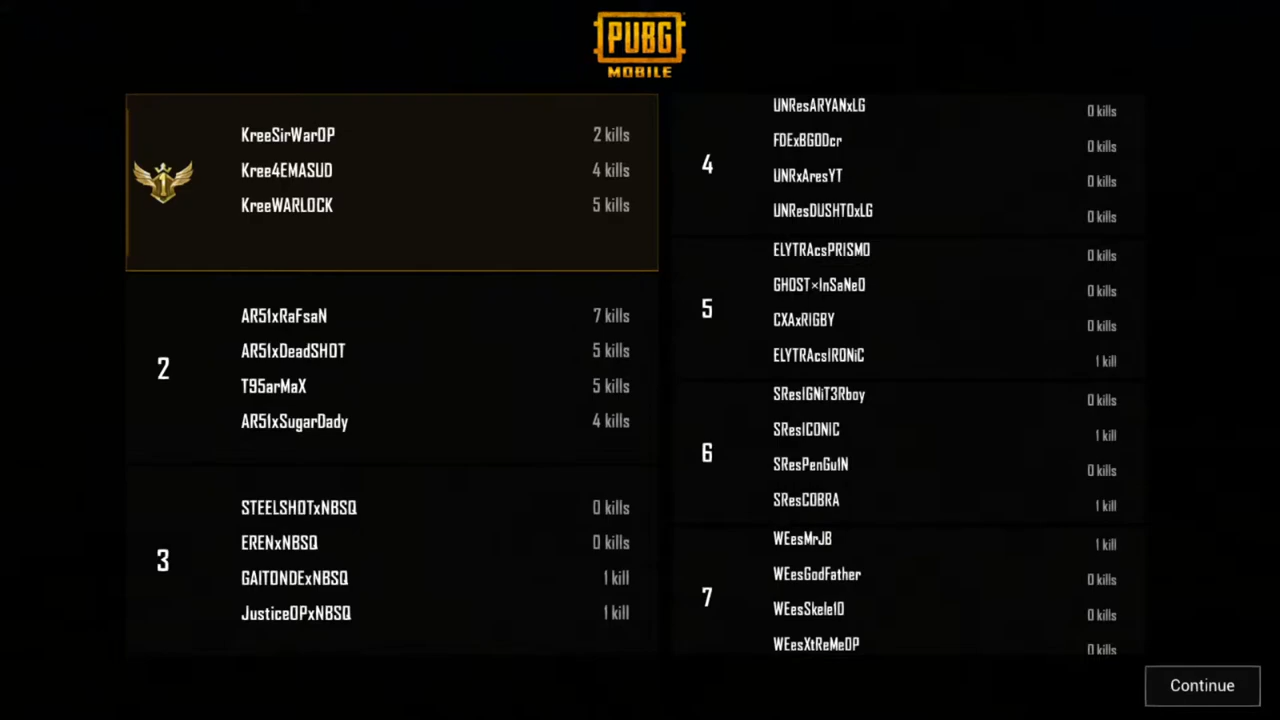 PUBG
MOBILE
1
KreeSirWarOP 2 kills
Kree4EMASUD 4 kills
KreeWARLOCK 5 kills
2
AR51xRaFsaN 7 kills
AR51xDeadSHOT 5 kills
T95arMaX 5 kills
AR51xSugarDady 4 kills
3
STEELSHOTxNBSQ 0 kills
ERENxNBSQ 0 kills
GAITONDExNBSQ 1 kill
JusticeOPxNBSQ 1 kill
4
UNResARYANxLG 0 kills
FDExBGODcr 0 kills
UNRxAresYT 0 kills
UNResDUSHTOxLG 0 kills
5
ELYTRAcsPRISMO 0 kills
GHOST×InSaNeO 0 kills
CXAxRIGBY 0 kills
ELYTRAcsIRONiC 1 kill
6
SResIGNiT3Rboy 0 kills
SResICONIC 1 kill
SResPenGu1N 0 kills
SResCOBRA 1 kill
7
WEesMrJB 1 kill
WEesGodFather 0 kills
WEesSkele1O 0 kills
WEesXtReMeOP 0 kills
Continue